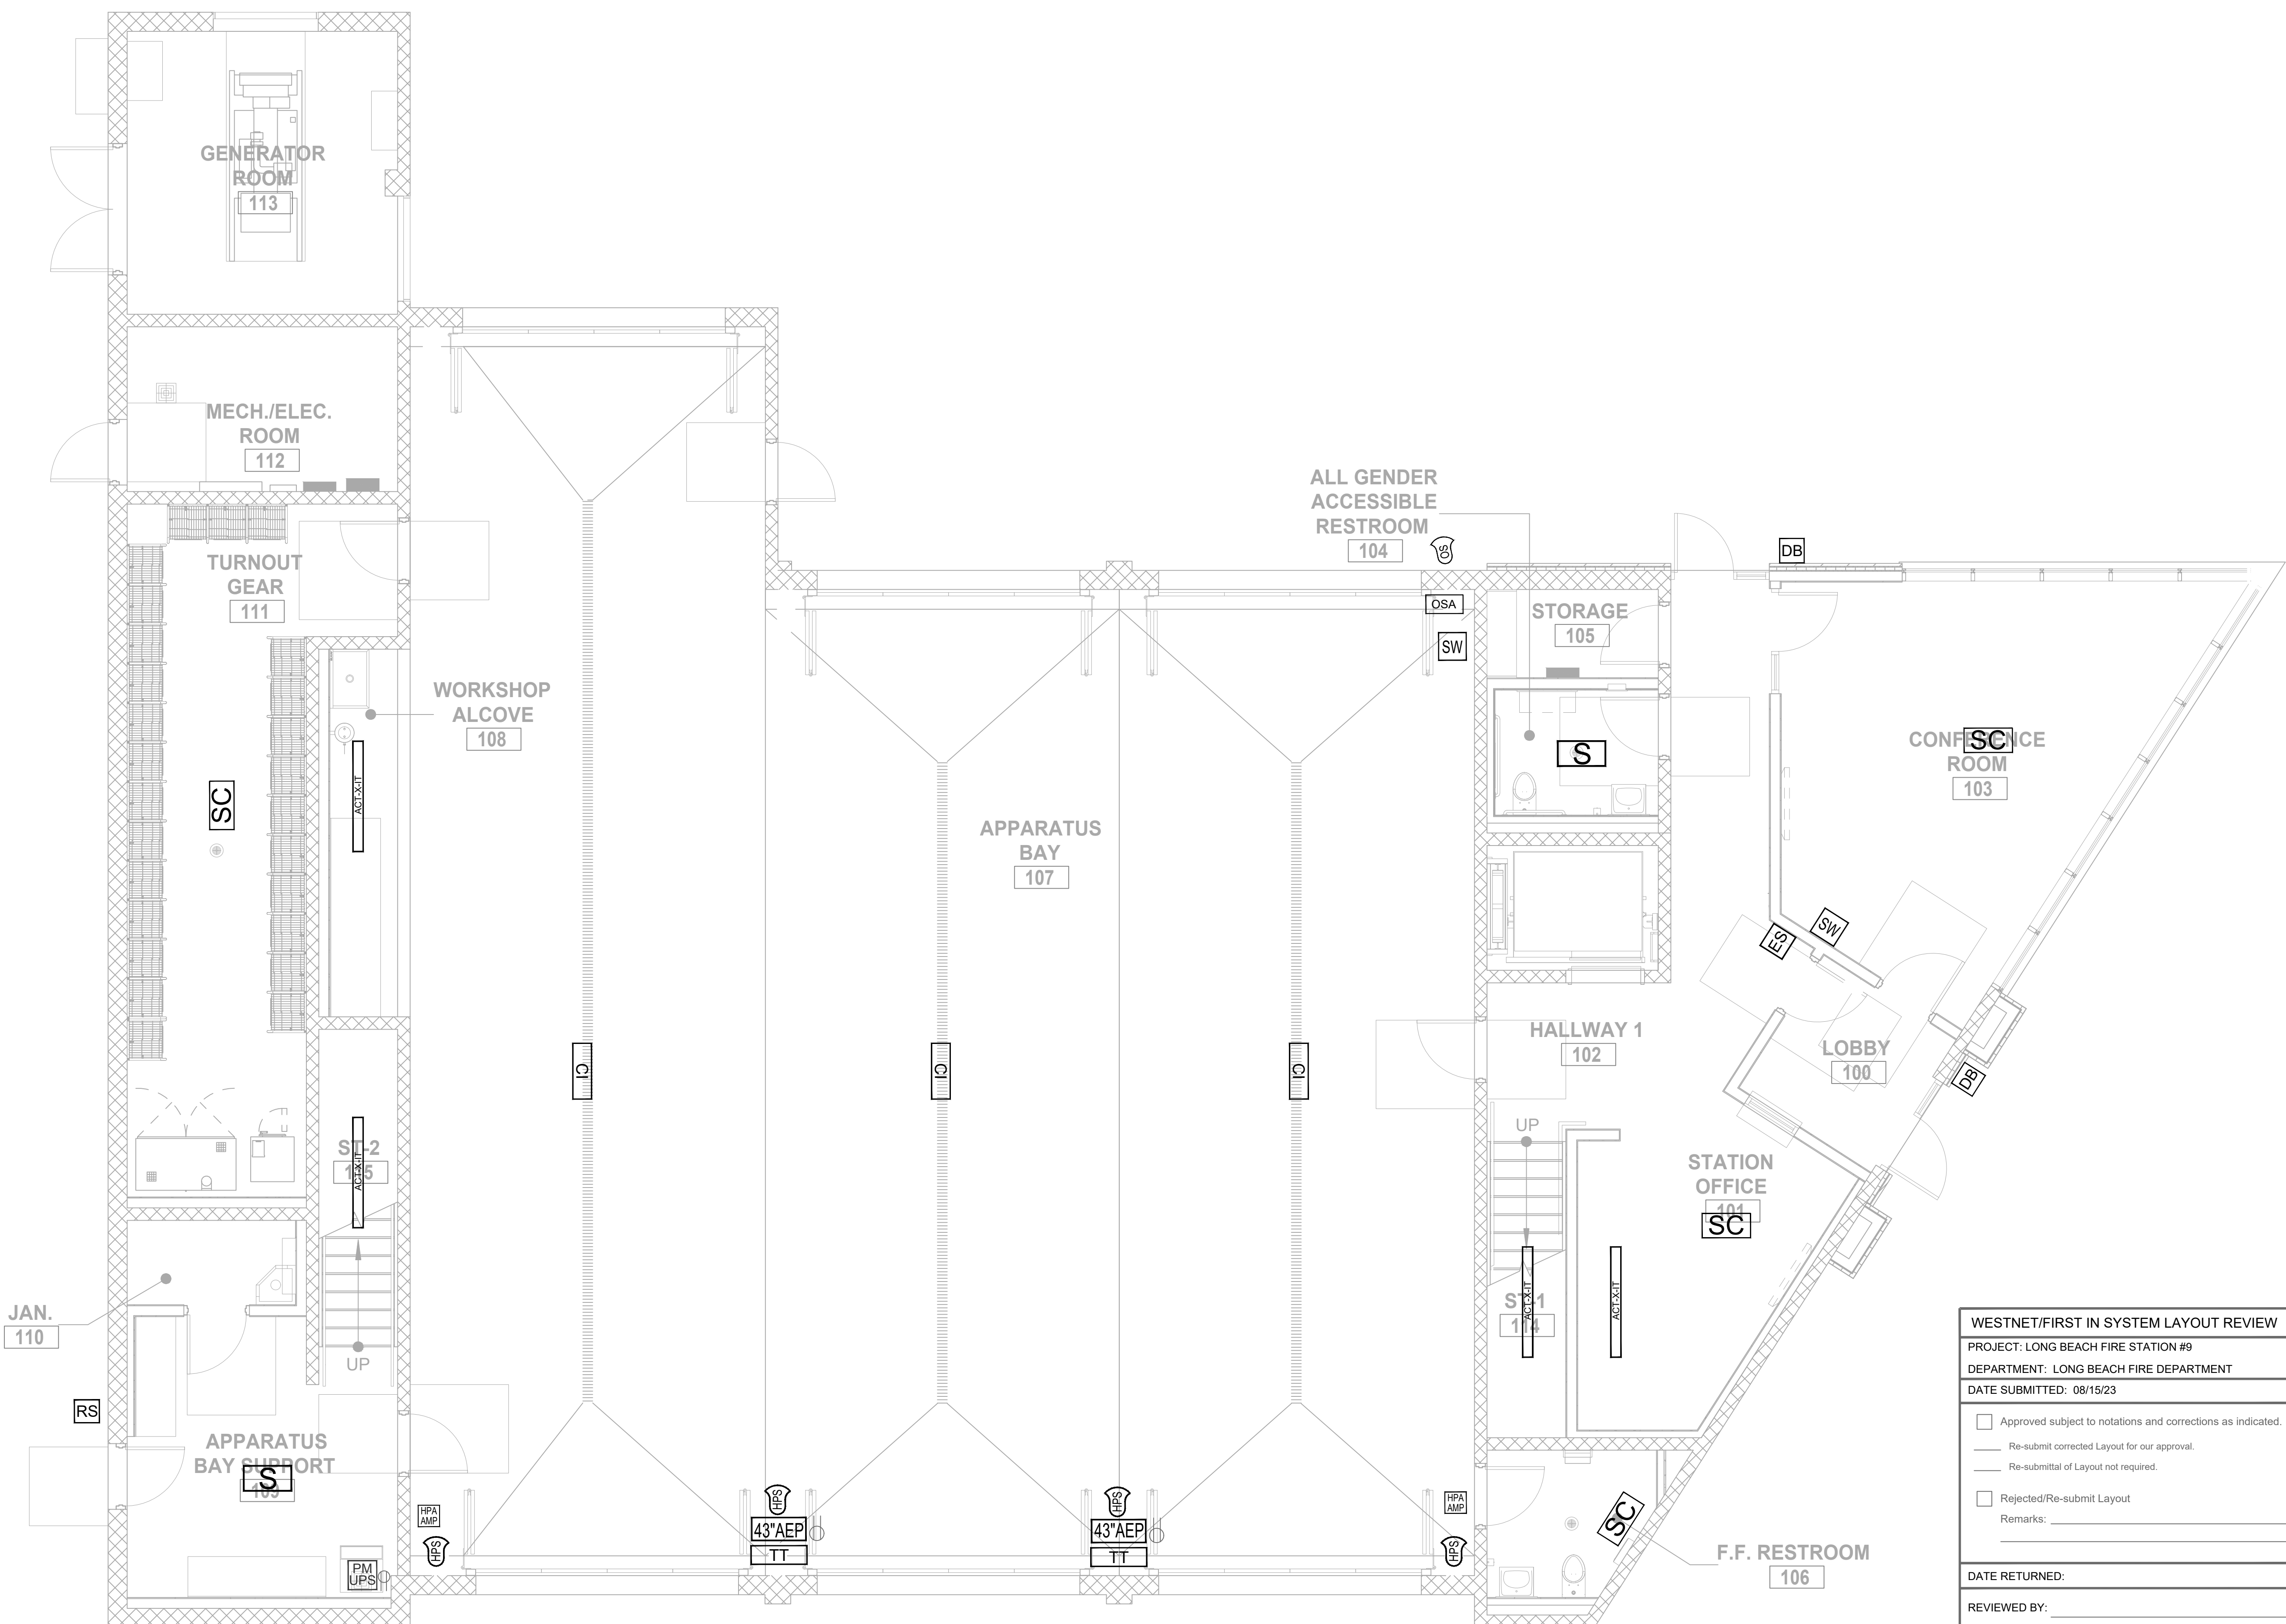 GENERATOR
ROOM
113
MECH./ELEC.
ROOM
112
TURNOUT
GEAR
111
SC
ACT-X-IT
WORKSHOP
ALCOVE
108
APPARATUS
BAY
107
CI
CI
CI
ALL GENDER
ACCESSIBLE
RESTROOM
104
OS
OSA
SW
STORAGE
105
S
DB
CONFERENCE
SC
ROOM
103
SW
ES
HALLWAY 1
102
LOBBY
100
DB
UP
STATION
OFFICE
101
SC
ST-1
114
ACT-X-IT
ACT-X-IT
ST-2
115
ACT-X-IT
UP
JAN.
110
RS
APPARATUS
BAY SUPPORT
S
109
PM
UPS
HPA
AMP
HPS
HPS
43"AEP
TT
HPS
43"AEP
TT
HPA
AMP
HPS
SC
F.F. RESTROOM
106
WESTNET/FIRST IN SYSTEM LAYOUT REVIEW
PROJECT: LONG BEACH FIRE STATION #9
DEPARTMENT: LONG BEACH FIRE DEPARTMENT
DATE SUBMITTED: 08/15/23
Approved subject to notations and corrections as indicated.
Re-submit corrected Layout for our approval.
Re-submittal of Layout not required.
Rejected/Re-submit Layout
Remarks:
DATE RETURNED:
REVIEWED BY: